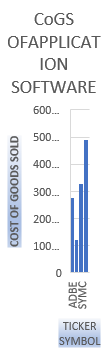 CoGS
OFAPPLICAT
ION
SOFTWARE
COST OF GOODS SOLD
600...
500...
400...
300...
200...
100...
0
ADBE
SYMC
TICKER
SYMBOL